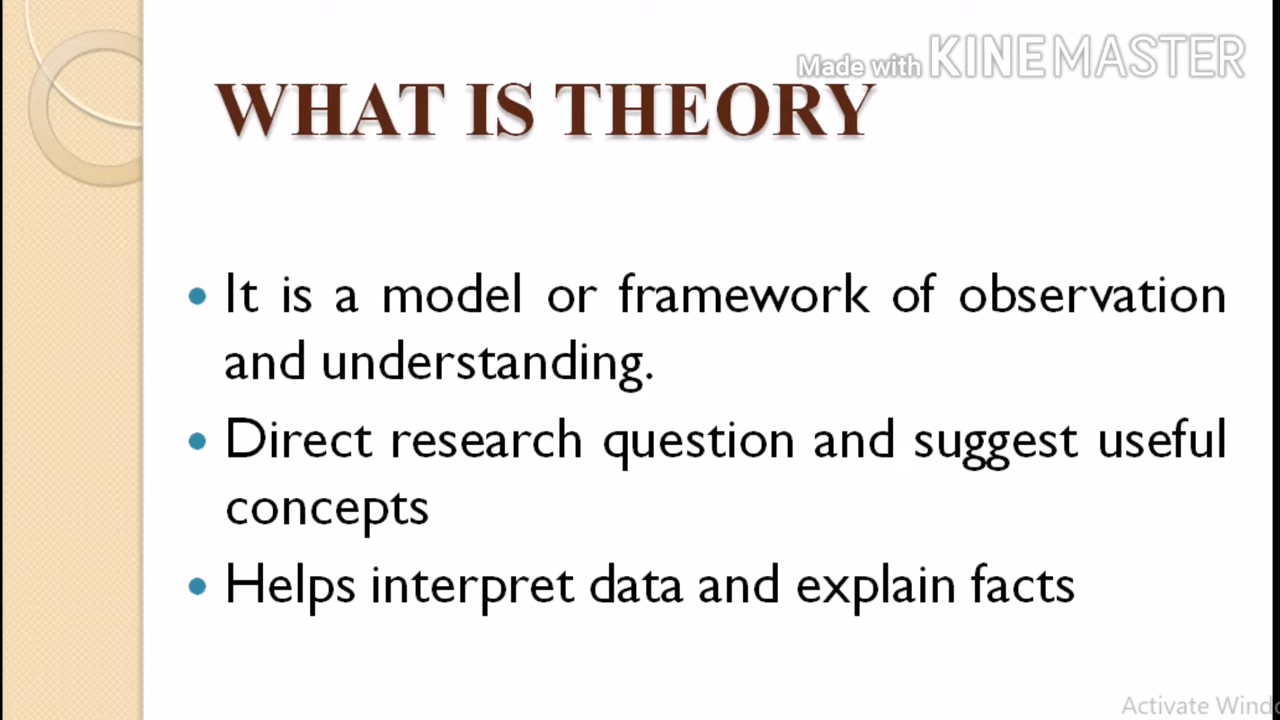 Made with KINEMASTER
WHAT IS THEORY
It is a model or framework of observation
and understanding.
Direct research question and suggest useful
concepts
Helps interpret data and explain facts
Activate